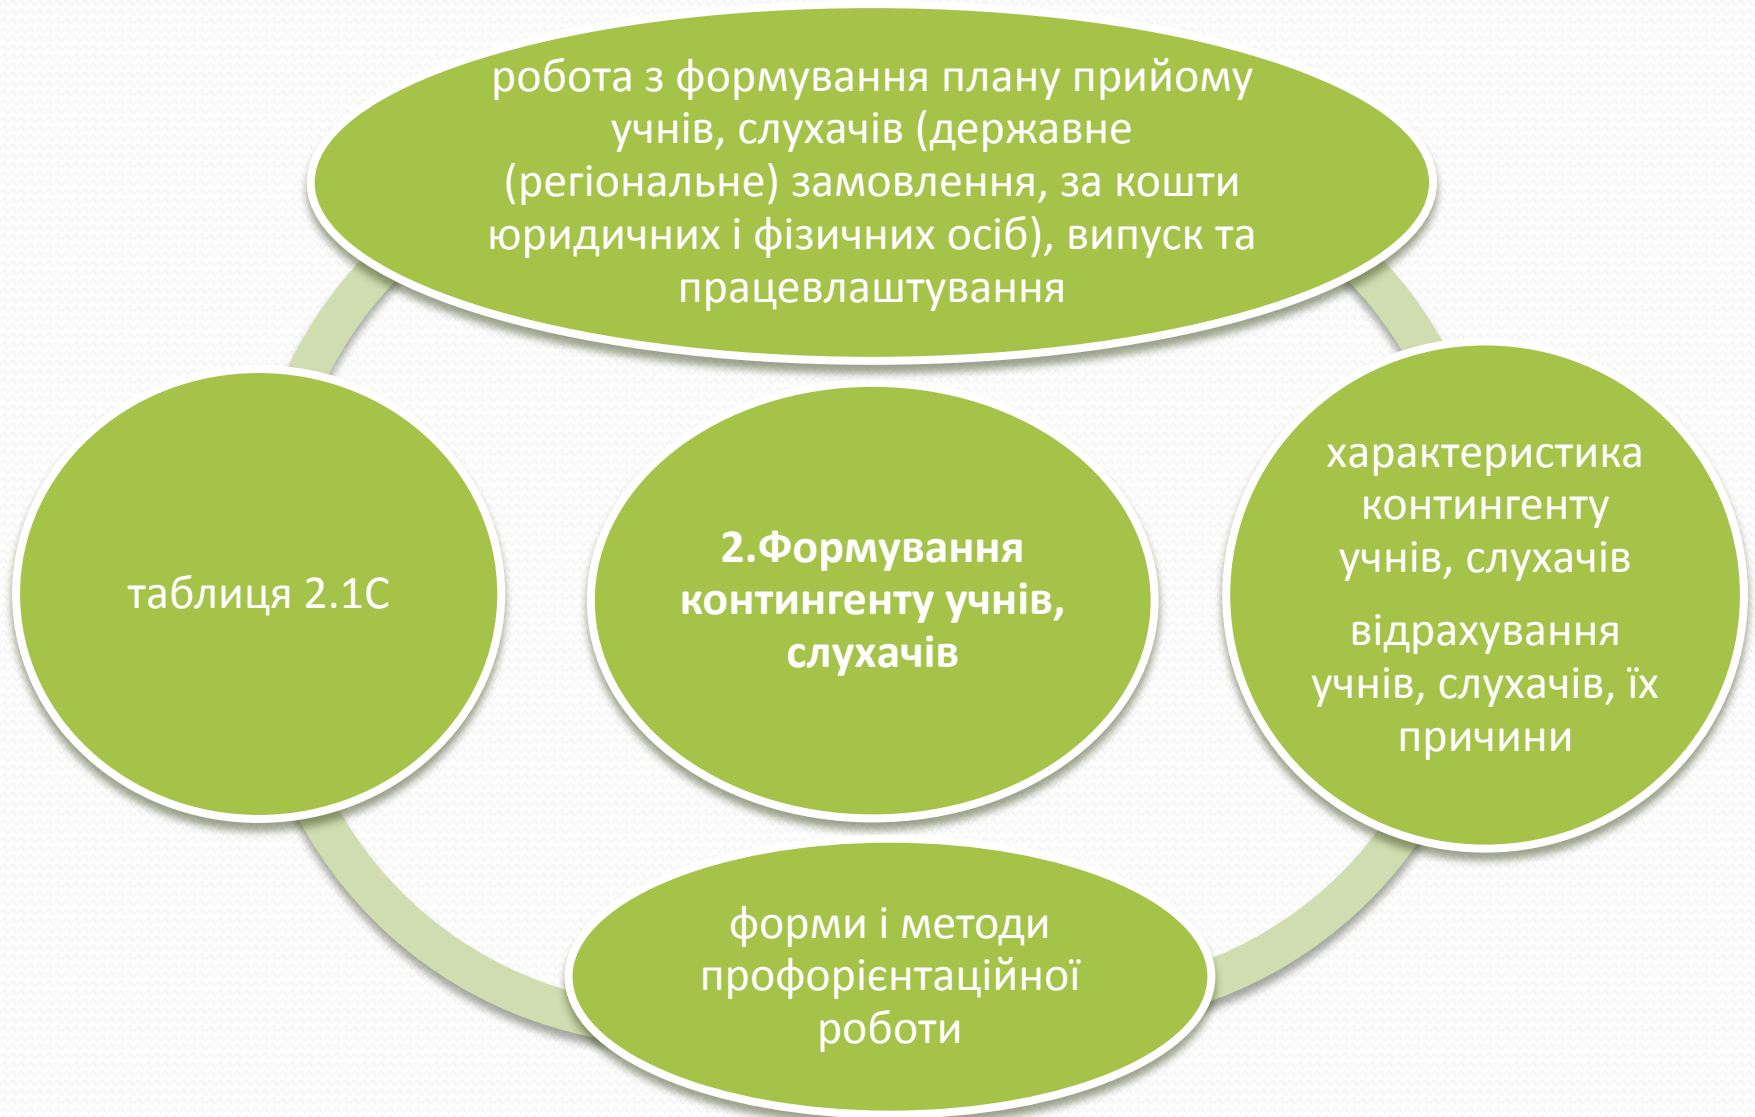 робота з формування плану прийому
учнів, слухачів (державне
(регіональне) замовлення, за кошти
юридичних і фізичних осіб), випуск та
працевлаштування
таблиця 2.1С
2.Формування
контингенту учнів,
слухачів
характеристика
контингенту
учнів, слухачів
відрахування
учнів, слухачів, їх
причини
форми і методи
профорієнтаційної
роботи